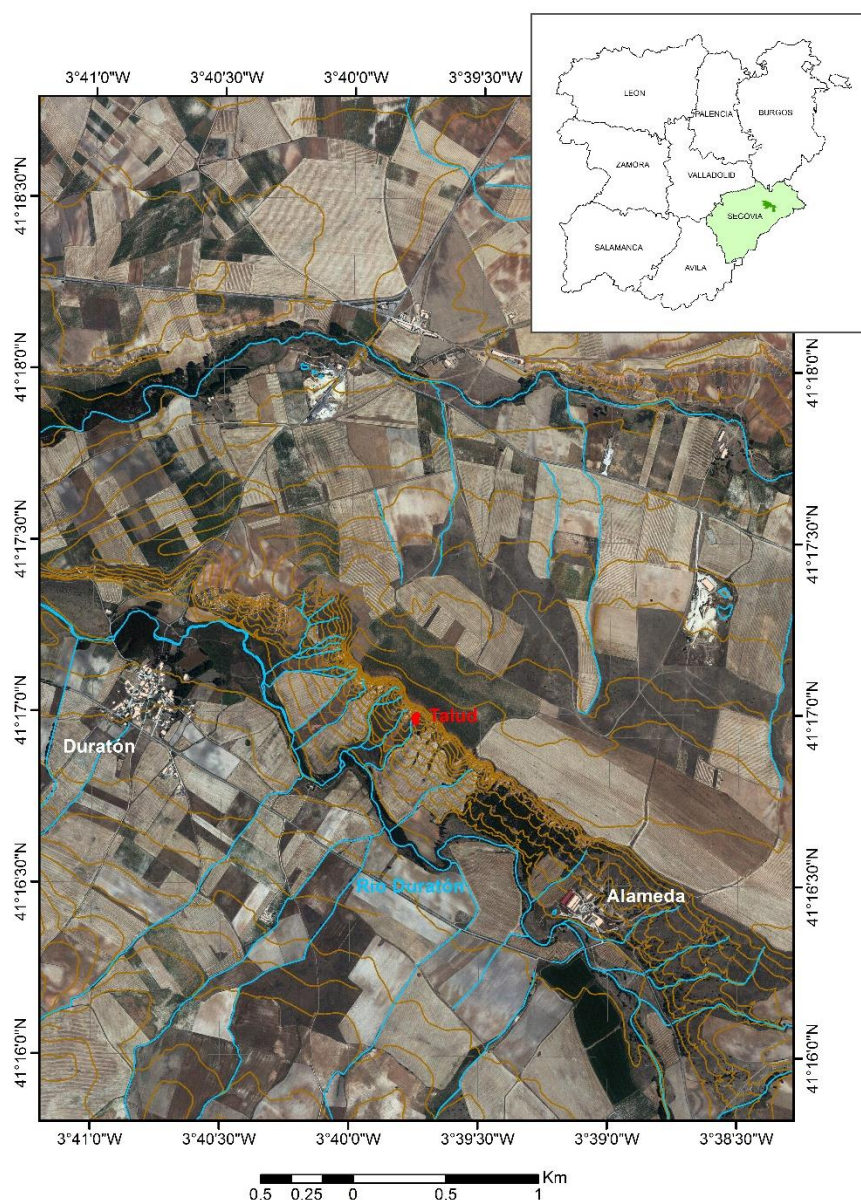 3°41'0"W
3°40'30"W
3°40'0"W
3°39'30"W
LEON
PALENCIA
BURGOS
ZAMORA
VALLADOLID
SEGOVIA
SALAMANCA
AVILA
41°18'30"N
41°18'0"N
41°18'0"N
41°17'30"N
41°17'30"N
41°17'0"N
41°17'0"N
Talud
Duratón
41°16'30"N
41°16'30"N
Río Duratón
Alameda
41°16'0"N
41°16'0"N
3°41'0"W
3°40'30"W
3°40'0"W
3°39'30"W
3°39'0"W
3°38'30"W
Km
0.5
0.25
0
0.5
1